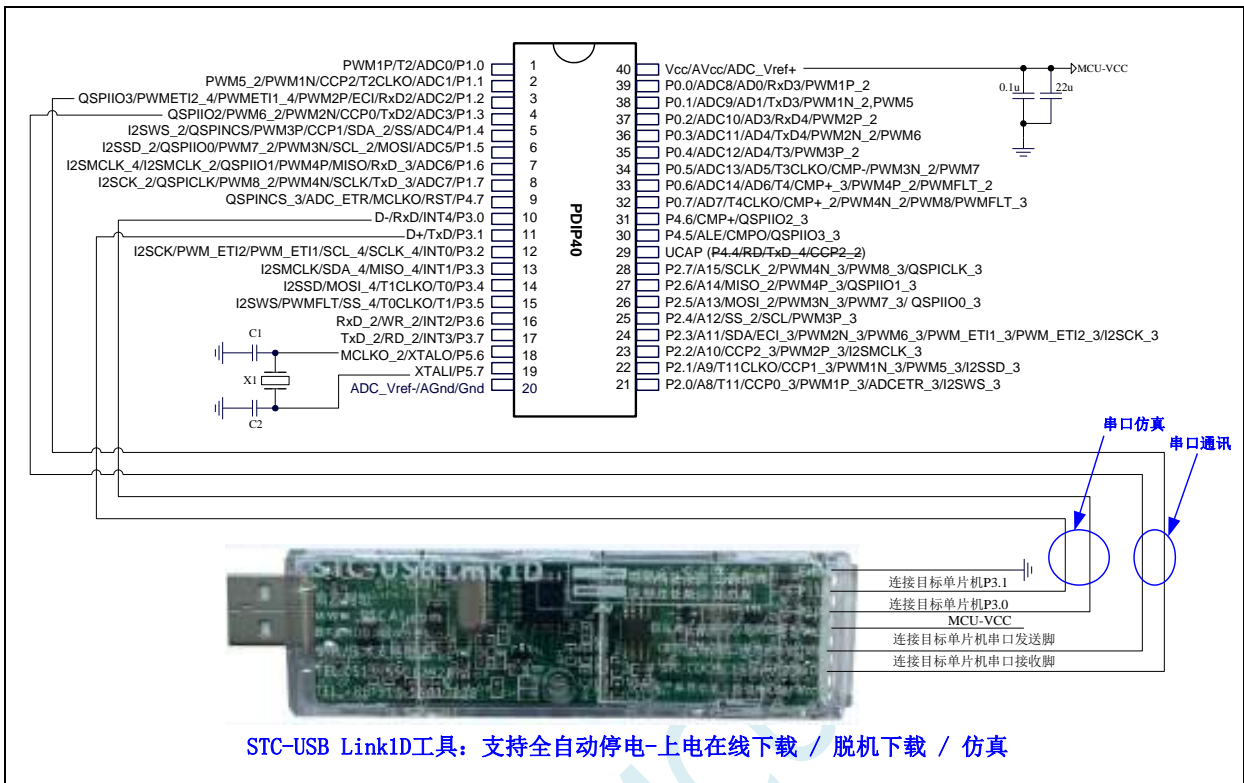 PWM1P/T2/ADC0/P1.0 1
PWM5_2/PWM1N/CCP2/T2CLKO/ADC1/P1.1 2
QSPIIO3/PWMETI2_4/PWMETI1_4/PWM2P/ECI/RxD2/ADC2/P1.2 3
QSPIIO2/PWM6_2/PWM2N/CCP0/TxD2/ADC3/P1.3 4
I2SWS_2/QSPINCS/PWM3P/CCP1/SDA_2/SS/ADC4/P1.4 5
I2SSD_2/QSPIIO0/PWM7_2/PWM3N/SCL_2/MOSI/ADC5/P1.5 6
I2SMCLK_4/I2SMCLK_2/QSPIIO1/PWM4P/MISO/RxD_3/ADC6/P1.6 7
I2SCK_2/QSPICLK/PWM8_2/PWM4N/SCLK/TxD_3/ADC7/P1.7 8
QSPINCS_3/ADC_ETR/MCLKO/RST/P4.7 9
D-/RxD/INT4/P3.0 10
D+/TxD/P3.1 11
I2SCK/PWM_ETI2/PWM_ETI1/SCL_4/SCLK_4/INT0/P3.2 12
I2SMCLK/SDA_4/MISO_4/INT1/P3.3 13
I2SSD/MOSI_4/T1CLKO/T0/P3.4 14
I2SWS/PWMFLT/SS_4/T0CLKO/T1/P3.5 15
RxD_2/WR_2/INT2/P3.6 16
TxD_2/RD_2/INT3/P3.7 17
MCLKO_2/XTALO/P5.6 18
XTALI/P5.7 19
ADC_Vref-/AGnd/Gnd 20
PDIP40
40 Vcc/AVcc/ADC_Vref+
39 P0.0/ADC8/AD0/RxD3/PWM1P_2
38 P0.1/ADC9/AD1/TxD3/PWM1N_2,PWM5
37 P0.2/ADC10/AD3/RxD4/PWM2P_2
36 P0.3/ADC11/AD4/TxD4/PWM2N_2/PWM6
35 P0.4/ADC12/AD4/T3/PWM3P_2
34 P0.5/ADC13/AD5/T3CLKO/CMP-/PWM3N_2/PWM7
33 P0.6/ADC14/AD6/T4/CMP+_3/PWM4P_2/PWMFLT_2
32 P0.7/AD7/T4CLKO/CMP+_2/PWM4N_2/PWM8/PWMFLT_3
31 P4.6/CMP+/QSPIIO2_3
30 P4.5/ALE/CMPO/QSPIIO3_3
29 UCAP (P4.4/RD/TxD_4/CCP2_2)
28 P2.7/A15/SCLK_2/PWM4N_3/PWM8_3/QSPICLK_3
27 P2.6/A14/MISO_2/PWM4P_3/QSPIIO1_3
26 P2.5/A13/MOSI_2/PWM3N_3/PWM7_3/ QSPIIO0_3
25 P2.4/A12/SS_2/SCL/PWM3P_3
24 P2.3/A11/SDA/ECI_3/PWM2N_3/PWM6_3/PWM_ETI1_3/PWM_ETI2_3/I2SCK_3
23 P2.2/A10/CCP2_3/PWM2P_3/I2SMCLK_3
22 P2.1/A9/T11CLKO/CCP1_3/PWM1N_3/PWM5_3/I2SSD_3
21 P2.0/A8/T11/CCP0_3/PWM1P_3/ADCETR_3/I2SWS_3
MCU-VCC
0.1u 22u
C1
X1
C2
串口仿真
串口通讯
STC-USB Link1D
连接目标单片机P3.1
连接目标单片机P3.0
MCU-VCC
连接目标单片机串口发送脚
连接目标单片机串口接收脚
STC-USB Link1D工具：支持全自动停电-上电在线下载 / 脱机下载 / 仿真